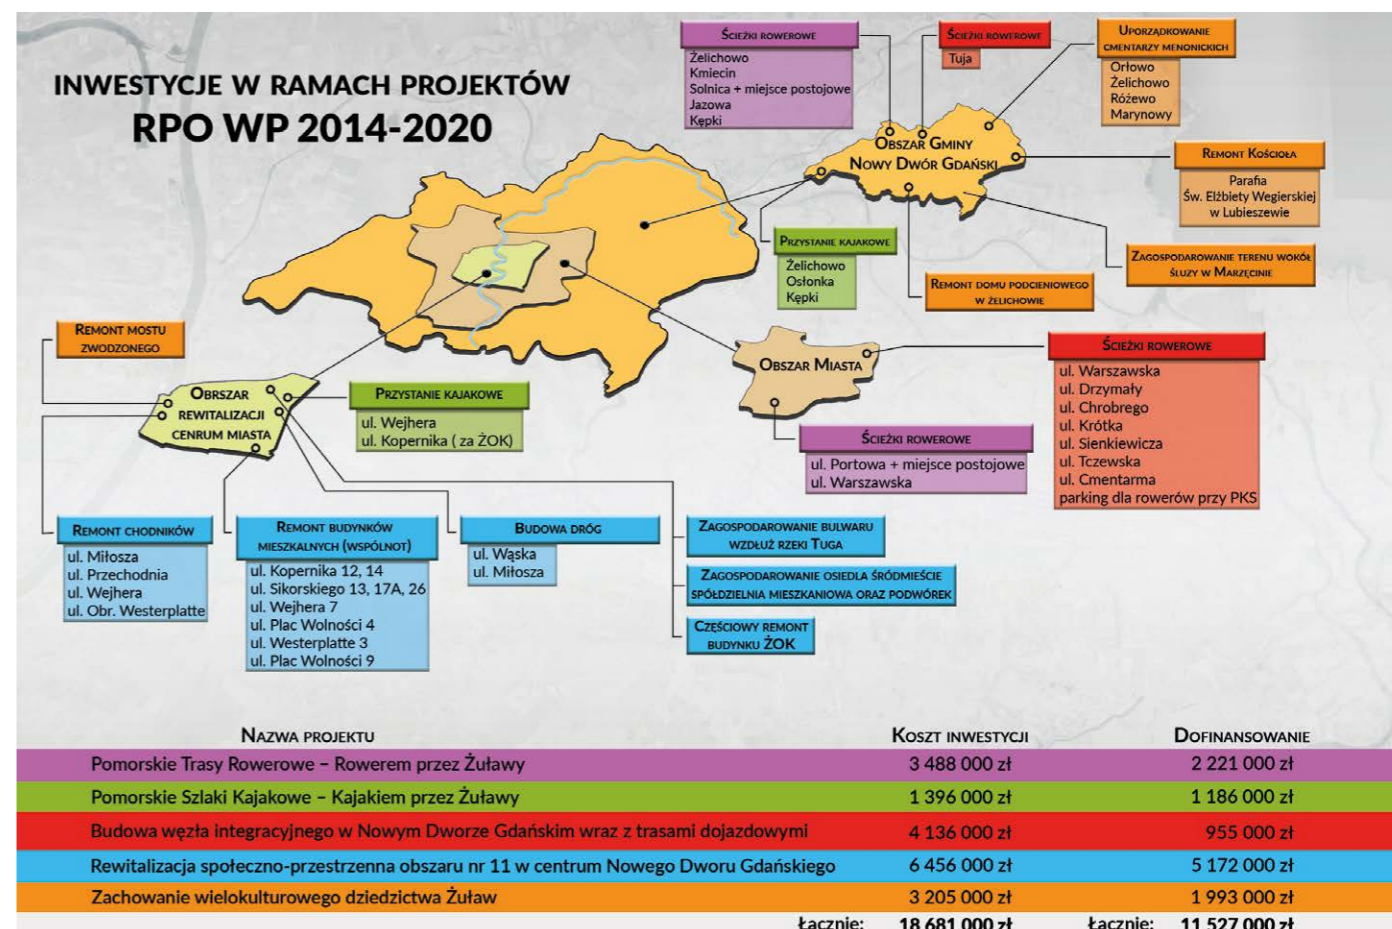 INWESTYCJE W RAMACH PROJEKTÓW
RPO WP 2014-2020
ŚCIEŻKI ROWEROWE
Żelichowo
Kmiecin
Solnica + miejsce postojowe
Jazowa
Kępki
ŚCIEŻKI ROWEROWE
Tuja
UPORZĄDKOWANIE
CMENTARZY MENONICKICH
Orłowo
Żelichowo
Różewo
Marynowy
OBSZAR GMINY
NOWY DWÓR GDAŃSKI
REMONT KOŚCIOŁA
Parafia
Św. Elżbiety Wegierskiej
w Lubieszewie
PRZYSTANIE KAJAKOWE
Żelichowo
Osłonka
Kępki
REMONT DOMU PODCIENIOWEGO
W ŻELICHOWIE
ZAGOSPODAROWANIE TERENU WOKÓŁ
ŚLUZY W MARZĘCINIE
REMONT MOSTU
ZWODZONEGO
OBRSZAR
REWITALIZACJI
CENRUM MIASTA
PRZYSTANIE KAJAKOWE
ul. Wejhera
ul. Kopernika ( za ŻOK)
OBSZAR MIASTA
ŚCIEŻKI ROWEROWE
ul. Warszawska
ul. Drzymały
ul. Chrobrego
ul. Krótka
ul. Sienkiewicza
ul. Tczewska
ul. Cmentarma
parking dla rowerów przy PKS
ŚCIEŻKI ROWEROWE
ul. Portowa + miejsce postojowe
ul. Warszawska
REMONT CHODNIKÓW
ul. Miłosza
ul. Przechodnia
ul. Wejhera
ul. Obr. Westerplatte
REMONT BUDYNKÓW
MIESZKALNYCH (WSPÓLNOT)
ul. Kopernika 12, 14
ul. Sikorskiego 13, 17A, 26
ul. Wejhera 7
ul. Plac Wolności 4
ul. Westerplatte 3
ul. Plac Wolności 9
BUDOWA DRÓG
ul. Wąska
ul. Miłosza
ZAGOSPODAROWANIE BULWARU
WZDŁUŻ RZEKI TUGA
ZAGOSPODAROWANIE OSIEDLA ŚRÓDMIEŚCIE
SPÓŁDZIELNIA MIESZKANIOWA ORAZ PODWÓREK
CZĘŚCIOWY REMONT
BUDYNKU ŻOK
NAZWA PROJEKTU KOSZT INWESTYCJI DOFINANSOWANIE
Pomorskie Trasy Rowerowe – Rowerem przez Żuławy 3 488 000 zł 2 221 000 zł
Pomorskie Szlaki Kajakowe – Kajakiem przez Żuławy 1 396 000 zł 1 186 000 zł
Budowa węzła integracyjnego w Nowym Dworze Gdańskim wraz z trasami dojazdowymi 4 136 000 zł 955 000 zł
Rewitalizacja społeczno-przestrzenna obszaru nr 11 w centrum Nowego Dworu Gdańskiego 6 456 000 zł 5 172 000 zł
Zachowanie wielokulturowego dziedzictwa Żuław 3 205 000 zł 1 993 000 zł
Łącznie: 18 681 000 zł Łącznie: 11 527 000 zł